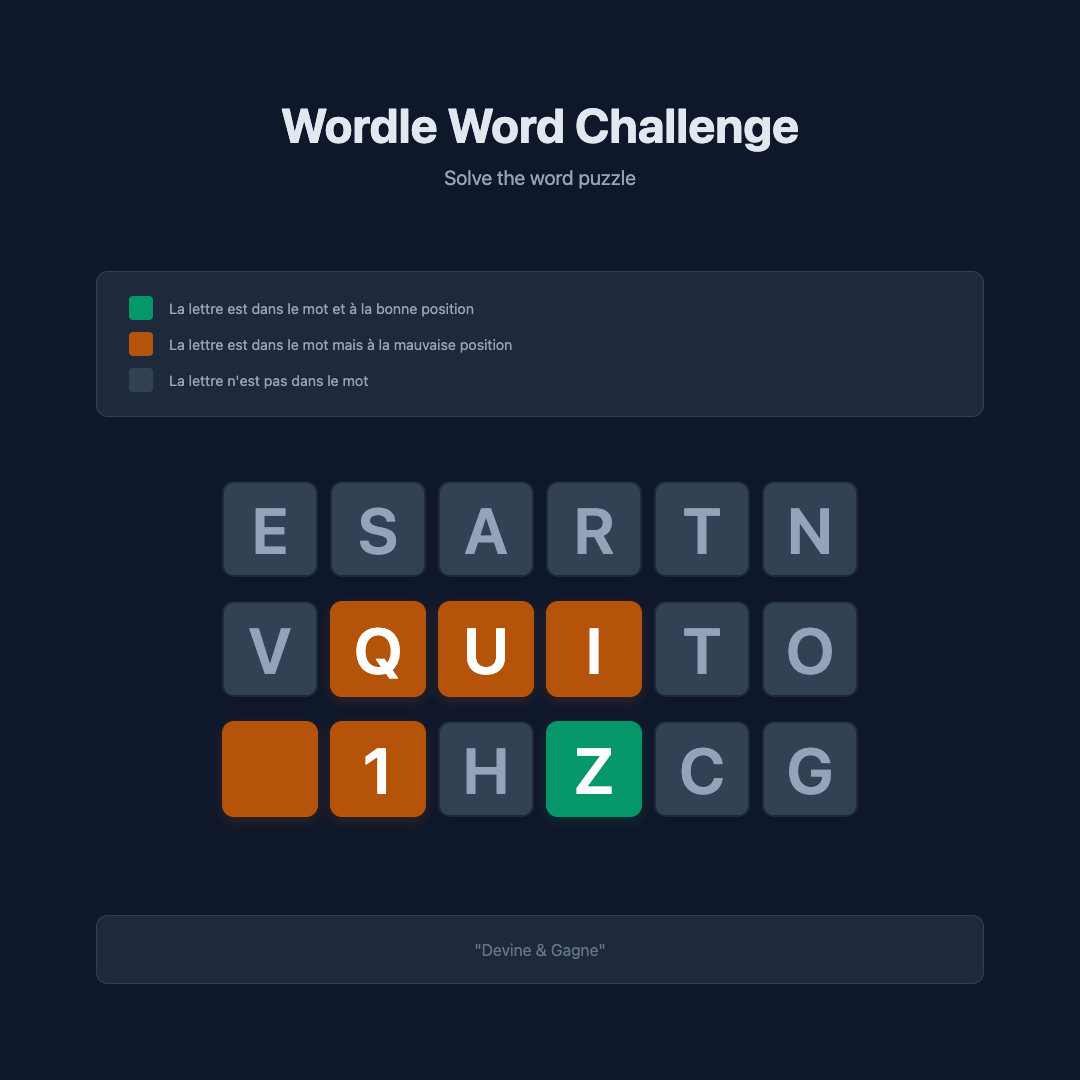 Wordle Word Challenge
Solve the word puzzle
La lettre est dans le mot et à la bonne position
La lettre est dans le mot mais à la mauvaise position
La lettre n'est pas dans le mot
E S A R T N
V Q U I T O
1 H Z C G
"Devine & Gagne"